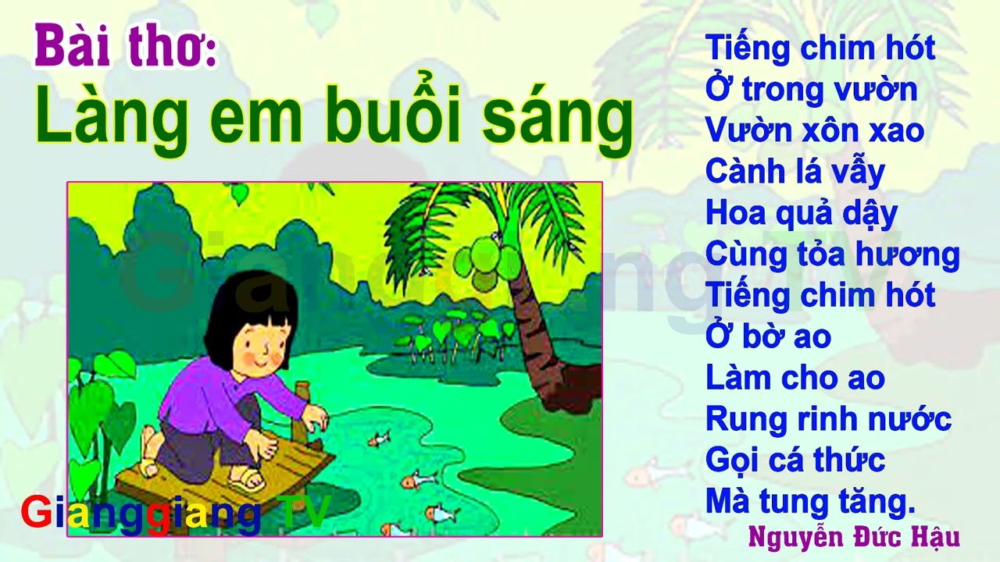 Bài thơ:
Làng em buổi sáng
Tiếng chim hót
Ở trong vườn
Vườn xôn xao
Cành lá vẫy
Hoa quả dậy
Cùng tỏa hương
Tiếng chim hót
Ở bờ ao
Làm cho ao
Rung rinh nước
Gọi cá thức
Mà tung tăng.
Nguyễn Đức Hậu
Gianggiang TV
Gianggiang TV